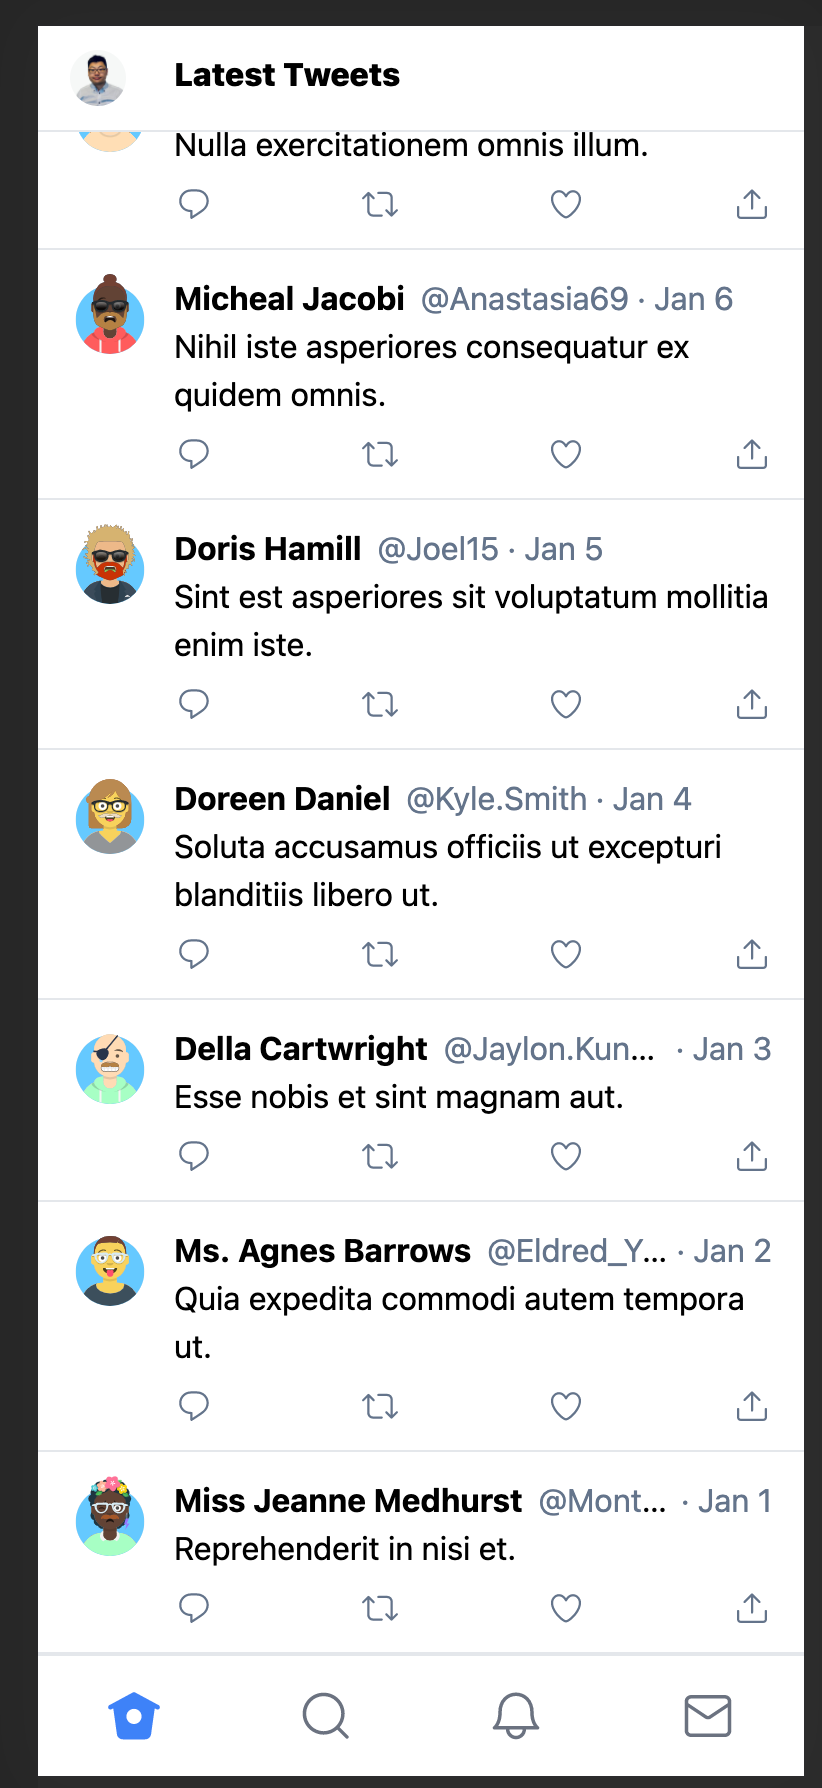 Latest Tweets
Nulla exercitationem omnis illum.
Micheal Jacobi @Anastasia69 · Jan 6
Nihil iste asperiores consequatur ex
quidem omnis.
Doris Hamill @Joel15 · Jan 5
Sint est asperiores sit voluptatum mollitia
enim iste.
Doreen Daniel @Kyle.Smith · Jan 4
Soluta accusamus officiis ut excepturi
blanditiis libero ut.
Della Cartwright @Jaylon.Kun... · Jan 3
Esse nobis et sint magnam aut.
Ms. Agnes Barrows @Eldred_Y... · Jan 2
Quia expedita commodi autem tempora
ut.
Miss Jeanne Medhurst @Mont... · Jan 1
Reprehenderit in nisi et.